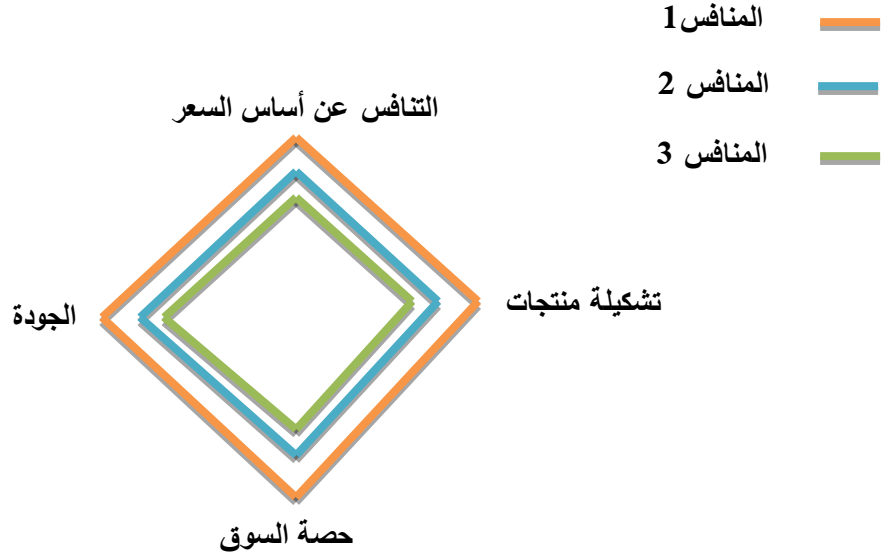 المنافس1
المنافس 2
المنافس 3
التنافس عن أساس السعر
تشكيلة منتجات
الجودة
حصة السوق